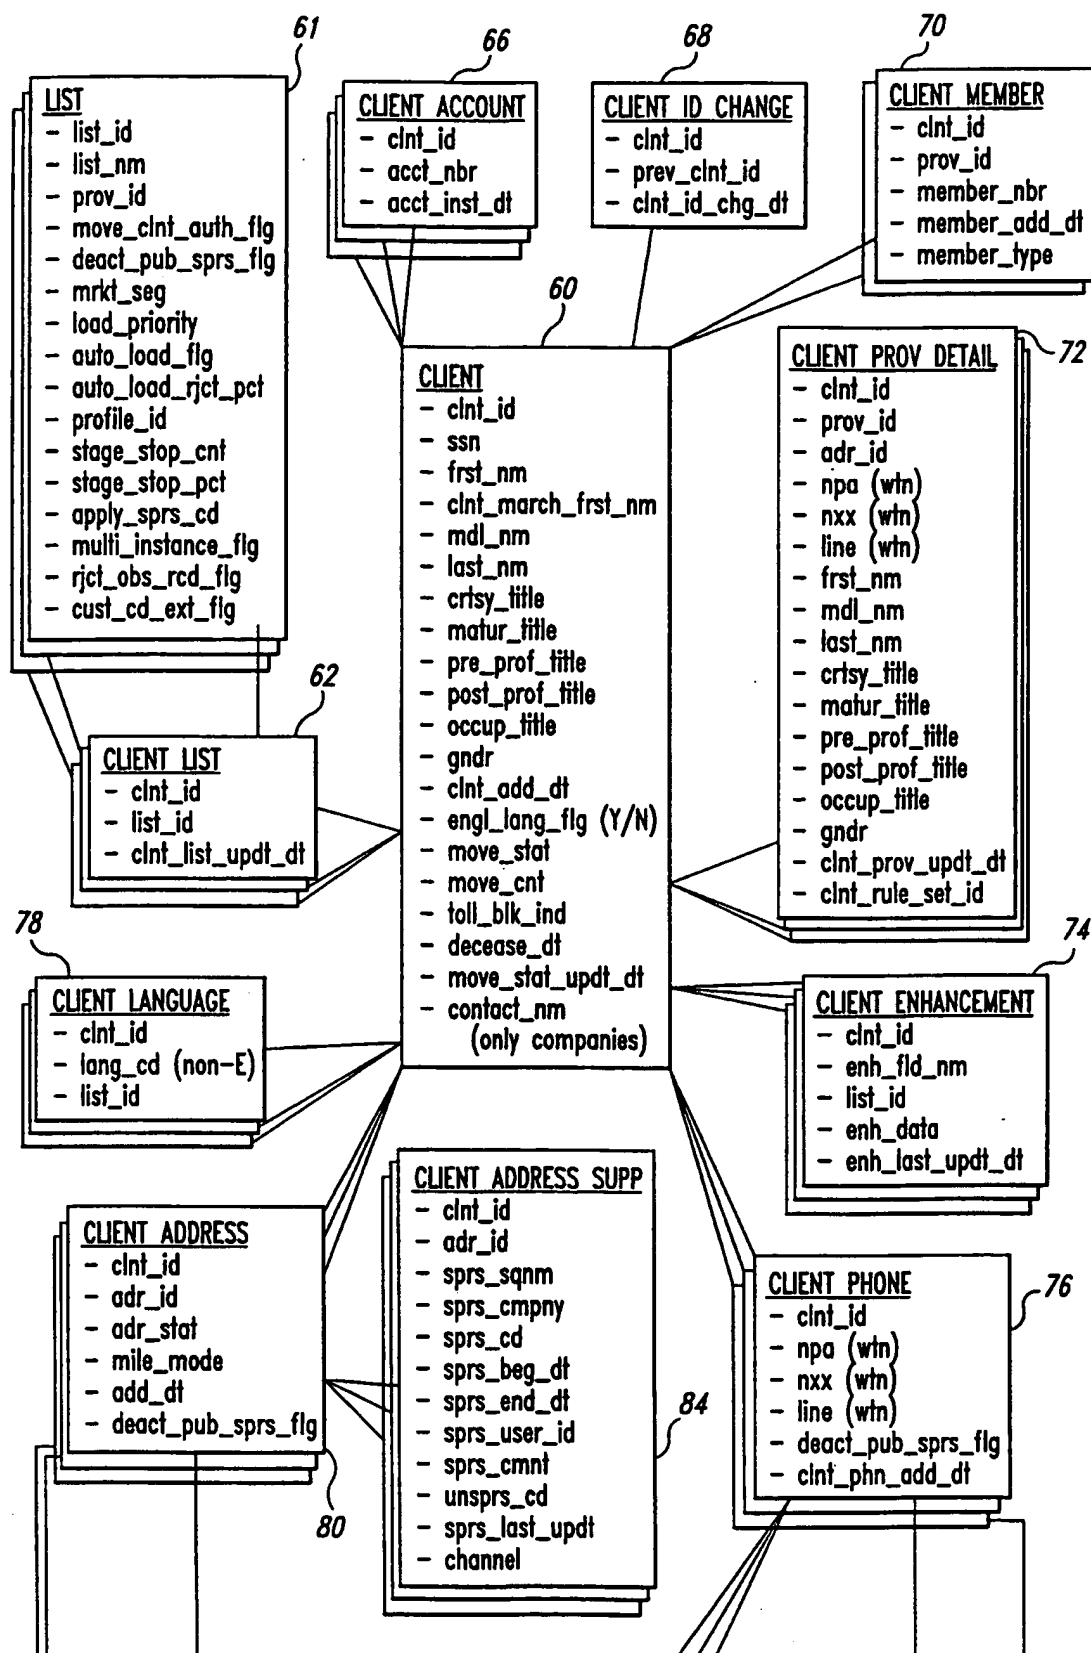 61
LIST
- list_id
- list_nm
- prov_id
- move_clnt_auth_flg
- deact_pub_sprs_flg
- mrkt_seg
- load_priority
- auto_load_flg
- auto_load_rjct_pct
- profile_id
- stage_stop_cnt
- stage_stop_pct
- apply_sprs_cd
- multi_instance_flg
- rjct_obs_rcd_flg
- cust_cd_ext_flg
66
CLIENT ACCOUNT
- clnt_id
- acct_nbr
- acct_inst_dt
68
CLIENT ID CHANGE
- clnt_id
- prev_clnt_id
- clnt_id_chg_dt
70
CLIENT MEMBER
- clnt_id
- prov_id
- member_nbr
- member_add_dt
- member_type
60
CLIENT
- clnt_id
- ssn
- frst_nm
- clnt_march_frst_nm
- mdl_nm
- last_nm
- crtsy_title
- matur_title
- pre_prof_title
- post_prof_title
- occup_title
- gndr
- clnt_add_dt
- engl_lang_flg (Y/N)
- move_stat
- move_cnt
- toll_blk_ind
- decease_dt
- move_stat_updt_dt
- contact_nm
(only companies)
72
CLIENT PROV DETAIL
- clnt_id
- prov_id
- adr_id
- npa (wtn)
- nxx (wtn)
- line (wtn)
- frst_nm
- mdl_nm
- last_nm
- crtsy_title
- matur_title
- pre_prof_title
- post_prof_title
- occup_title
- gndr
- clnt_prov_updt_dt
- clnt_rule_set_id
62
CLIENT LIST
- clnt_id
- list_id
- clnt_list_updt_dt
78
CLIENT LANGUAGE
- clnt_id
- lang_cd (non-E)
- list_id
74
CLIENT ENHANCEMENT
- clnt_id
- enh_fld_nm
- list_id
- enh_data
- enh_last_updt_dt
CLIENT ADDRESS
- clnt_id
- adr_id
- adr_stat
- mile_mode
- add_dt
- deact_pub_sprs_flg
80
CLIENT ADDRESS SUPP
- clnt_id
- adr_id
- sprs_sqnm
- sprs_cmpny
- sprs_cd
- sprs_beg_dt
- sprs_end_dt
- sprs_user_id
- sprs_cmnt
- unsprs_cd
- sprs_last_updt
- channel
84
CLIENT PHONE
- clnt_id
- npa (wtn)
- nxx (wtn)
- line (wtn)
- deact_pub_sprs_flg
- clnt_phn_add_dt
76